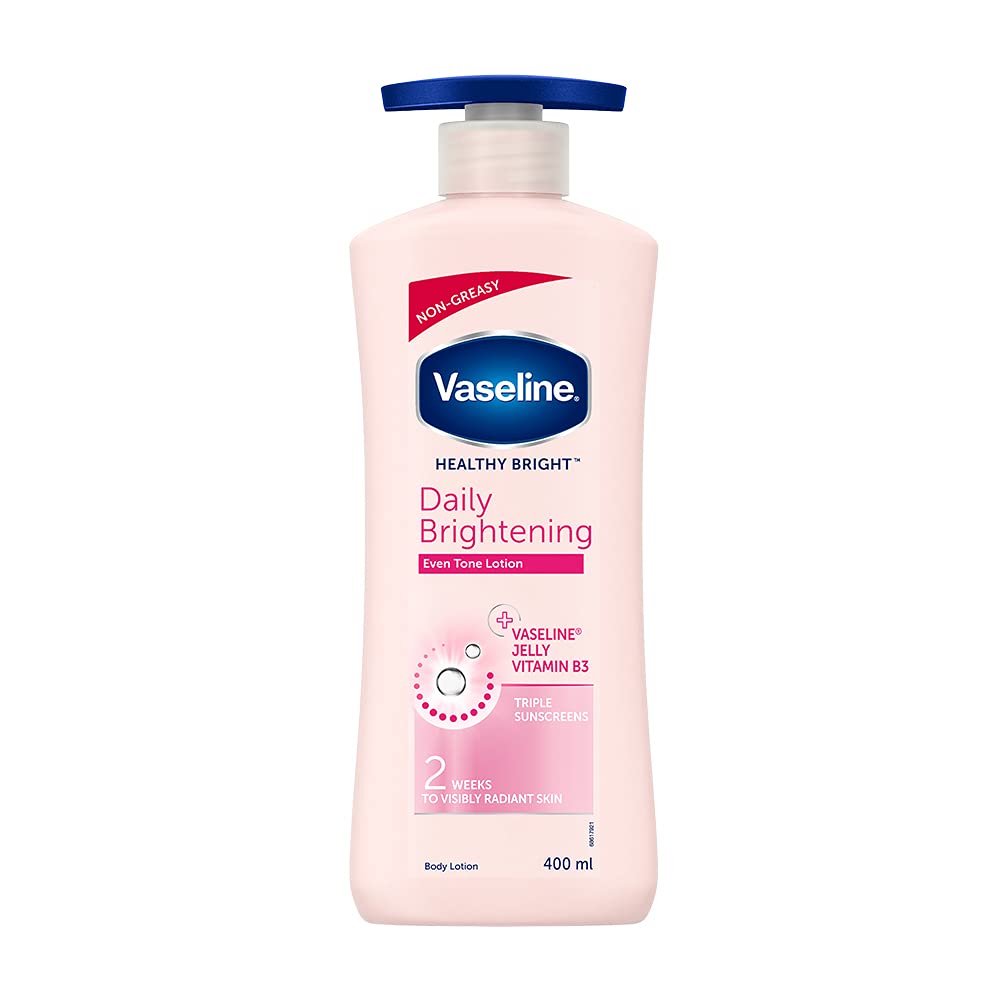 NON-GREASY
Vaseline®
HEALTHY BRIGHT™
Daily
Brightening
Even Tone Lotion
VASELINE®
JELLY
VITAMIN B3
TRIPLE
SUNSCREENS
2 WEEKS
TO VISIBLY RADIANT SKIN
68617921
Body Lotion
400 ml